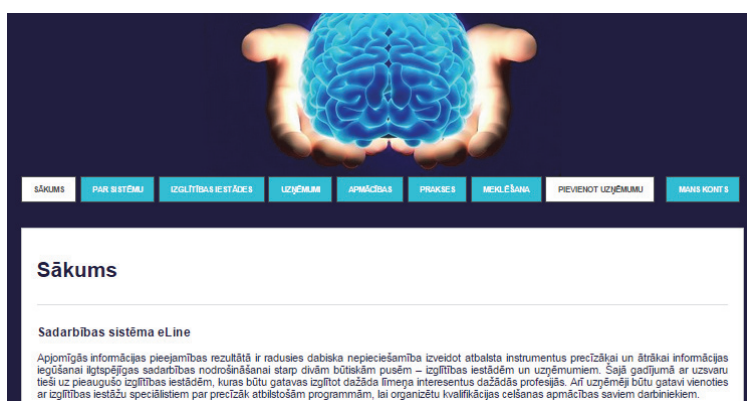 SĀKUMS PAR SISTĒMU IZGLĪTĪBAS IESTĀDES UZŅĒMUMI APMĀCĪBAS PRAKSES MEKLĒŠANA PIEVIENOT UZŅĒMUMU MANS KONTS
Sākums
Sadarbības sistēma eLine
Apjomīgās informācijas pieejamības rezultātā ir radusies dabiska nepieciešamība izveidot atbalsta instrumentus precīzākai un ātrākai informācijas
iegūšanai ilgtspējīgas sadarbības nodrošināšanai starp divām būtiskām pusēm – izglītības iestādēm un uzņēmumiem. Šajā gadījumā ar uzsvaru
tieši uz pieaugušo izglītības iestādēm, kuras būtu gatavas izglītot dažāda līmeņa interesentus dažādās profesijās. Arī uzņēmēji būtu gatavi vienoties
ar izglītības iestāžu speciālistiem par precīzāk atbilstošām programmām, lai organizētu kvalifikācijas celšanas apmācības saviem darbiniekiem.